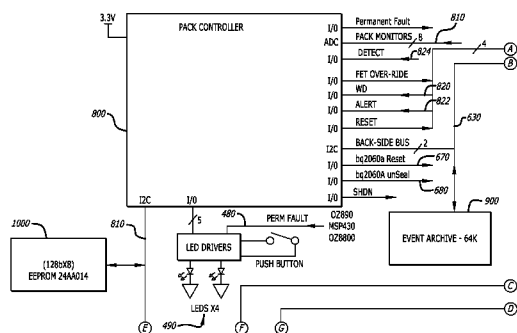 3.3V
PACK CONTROLLER
I/O Permanent Fault 810
ADC PACK MONITORS 8
I/O DETECT 824
4 A
I/O FET OVER-RIDE B
I/O WD 820
I/O ALERT 822
800
I/O RESET 630
I2C BACK-SIDE BUS 2
I/O bq2060a Reset 670
I/O bq2060A unSeal 680
I2C I/O I/O SHDN
1000 810 5 480 PERM FAULT OZ890 900
MSP430
OZ8800
(128bX8)
EEPROM 24AA014
LED DRIVERS
PUSH BUTTON
EVENT ARCHIVE - 64K
LEDS X4
490
C
D
E F G